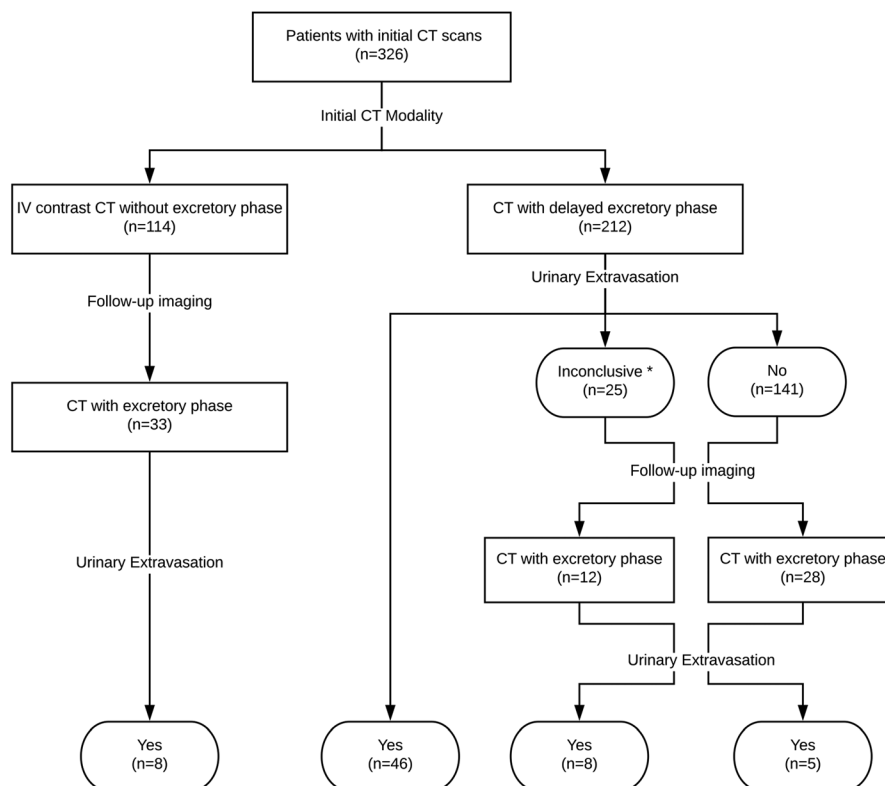 Patients with initial CT scans
(n=326)
Initial CT Modality
IV contrast CT without excretory phase
(n=114)
CT with delayed excretory phase
(n=212)
Urinary Extravasation
Follow-up imaging
Inconclusive *
(n=25)
No
(n=141)
CT with excretory phase
(n=33)
Follow-up imaging
CT with excretory phase
(n=12)
CT with excretory phase
(n=28)
Urinary Extravasation
Urinary Extravasation
Yes
(n=8)
Yes
(n=46)
Yes
(n=8)
Yes
(n=5)